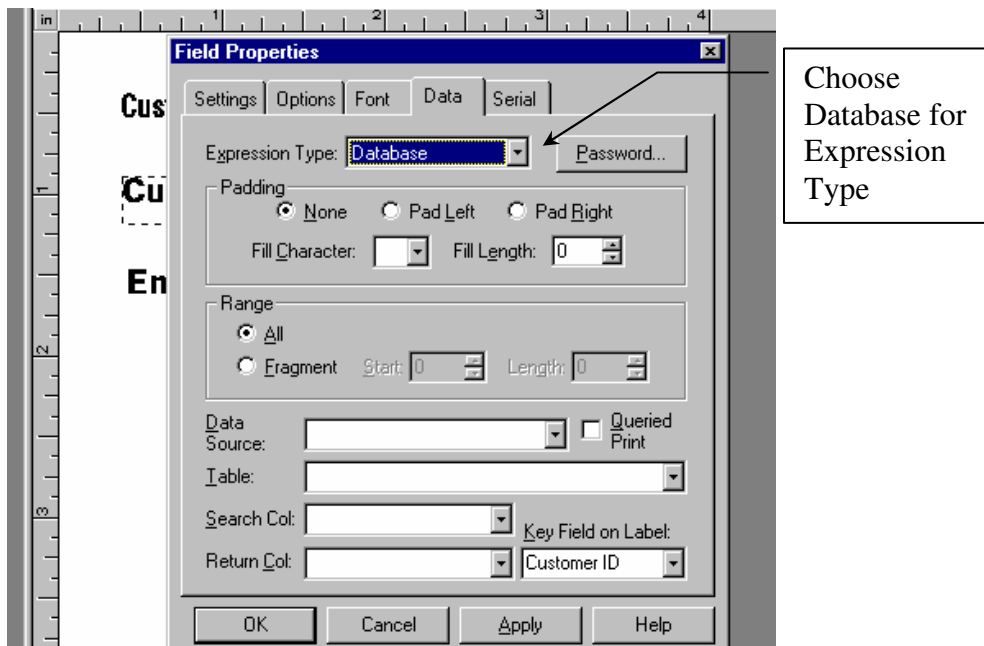 in 1 2 3 4
Field Properties
Settings Options Font Data Serial
Cus
Expression Type: Database Password...
Choose
Database for
Expression
Type
1
Cu
Padding
None Pad Left Pad Right
Fill Character: Fill Length: 0
En
Range
All
2
Fragment Start: 0 Length: 0
Data
Source:
Queried
Print
Table:
3
Search Col:
Key Field on Label:
Return Col: Customer ID
OK Cancel Apply Help